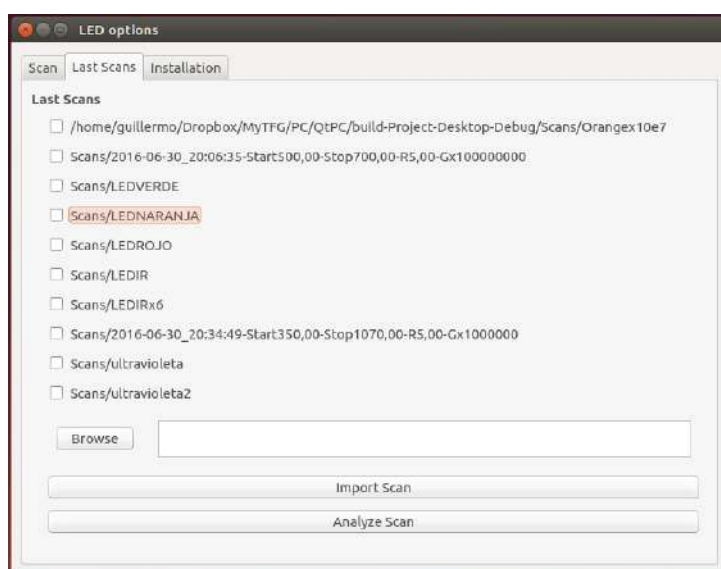 LED options
Scan Last Scans Installation
Last Scans
/home/guillermo/Dropbox/MyTFG/PC/QtPC/build-Project-Desktop-Debug/Scans/Orangex10e7
Scans/2016-06-30_20:06:35-Start500,00-Stop700,00-R5,00-Gx100000000
Scans/LEDVERDE
Scans/LEDNARANJA
Scans/LEDROJO
Scans/LEDIR
Scans/LEDIRx6
Scans/2016-06-30_20:34:49-Start350,00-Stop1070,00-R5,00-Gx1000000
Scans/ultravioleta
Scans/ultravioleta2
Browse
Import Scan
Analyze Scan